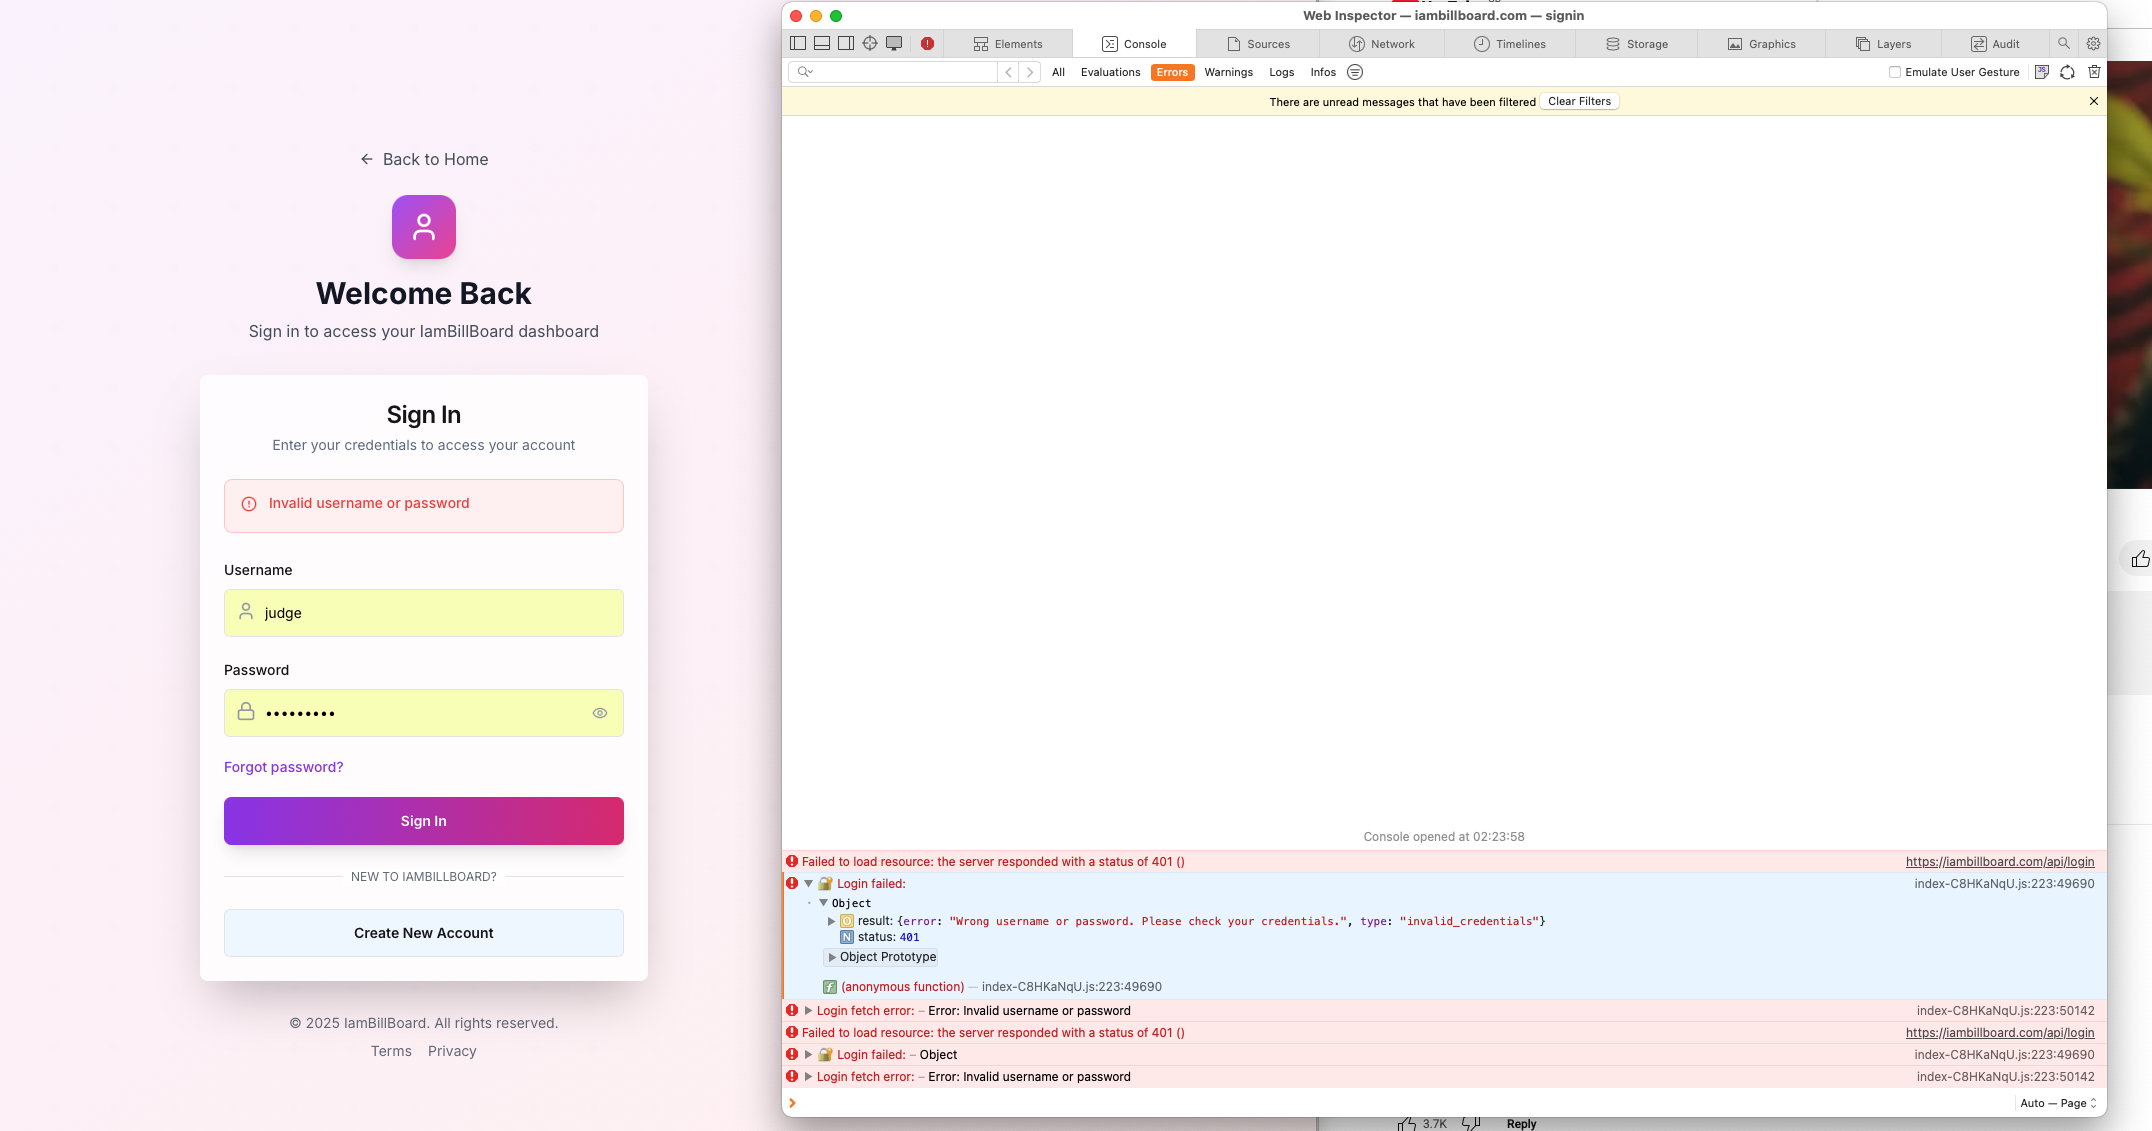 Back to Home
Welcome Back
Sign in to access your IamBillBoard dashboard
Sign In
Enter your credentials to access your account
Invalid username or password
Username
judge
Password
•••••••••
Forgot password?
Sign In
NEW TO IAMBILLBOARD?
Create New Account
© 2025 IamBillBoard. All rights reserved.
Terms Privacy
Web Inspector — iambillboard.com — signin
Elements Console Sources Network Timelines Storage Graphics Layers Audit
All Evaluations Errors Warnings Logs Infos Emulate User Gesture
There are unread messages that have been filtered Clear Filters
Console opened at 02:23:58
Failed to load resource: the server responded with a status of 401 () https://iambillboard.com/api/login
🔐 Login failed: index-C8HKaNqU.js:223:49690
Object
O result: {error: "Wrong username or password. Please check your credentials.", type: "invalid_credentials"}
N status: 401
Object Prototype
f (anonymous function) — index-C8HKaNqU.js:223:49690
Login fetch error: – Error: Invalid username or password index-C8HKaNqU.js:223:50142
Failed to load resource: the server responded with a status of 401 () https://iambillboard.com/api/login
🔐 Login failed: – Object index-C8HKaNqU.js:223:49690
Login fetch error: – Error: Invalid username or password index-C8HKaNqU.js:223:50142
Auto — Page
3.7K Reply